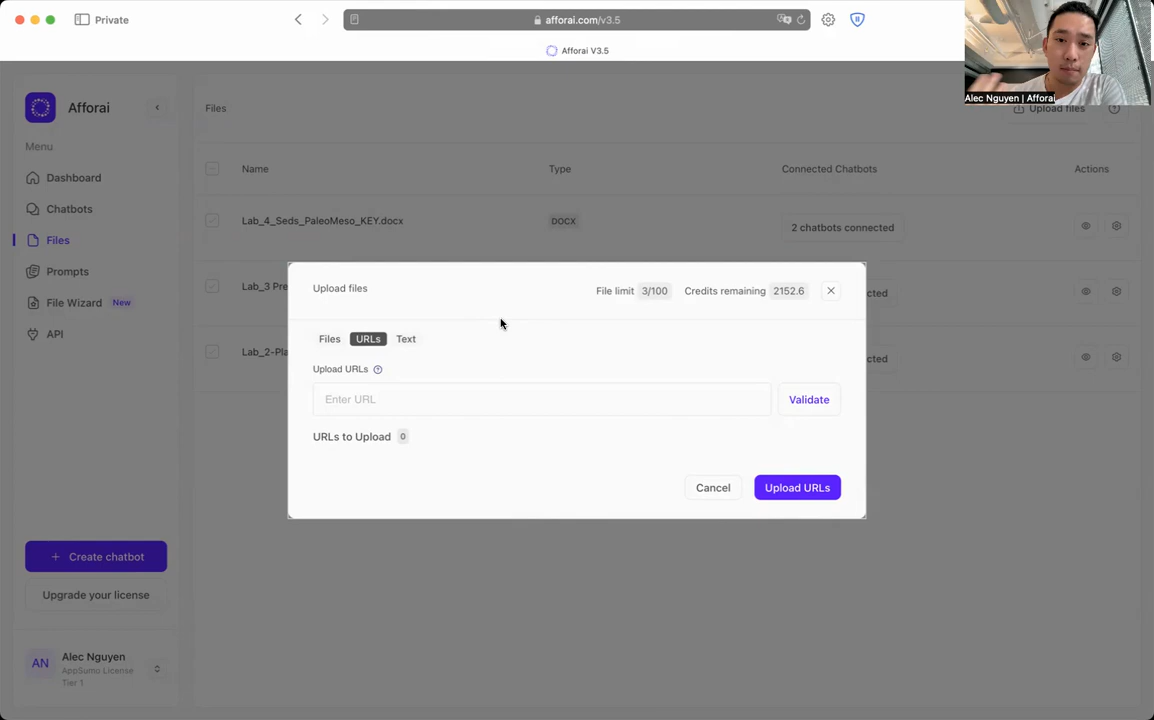 Private
afforai.com/v3.5
Afforai V3.5
Alec Nguyen | Afforai
Afforai
Menu
Dashboard
Chatbots
Files
Prompts
File Wizard New
API
Create chatbot
Upgrade your license
AN
Alec Nguyen
AppSumo License
Tier 1
Files
Upload files
Name Type Connected Chatbots Actions
Lab_4_Seds_PaleoMeso_KEY.docx DOCX 2 chatbots connected
Lab_3 Pre
Lab_2-Pla
Upload files
File limit 3/100 Credits remaining 2152.6
Files URLs Text
Upload URLs
Enter URL Validate
URLs to Upload 0
Cancel Upload URLs